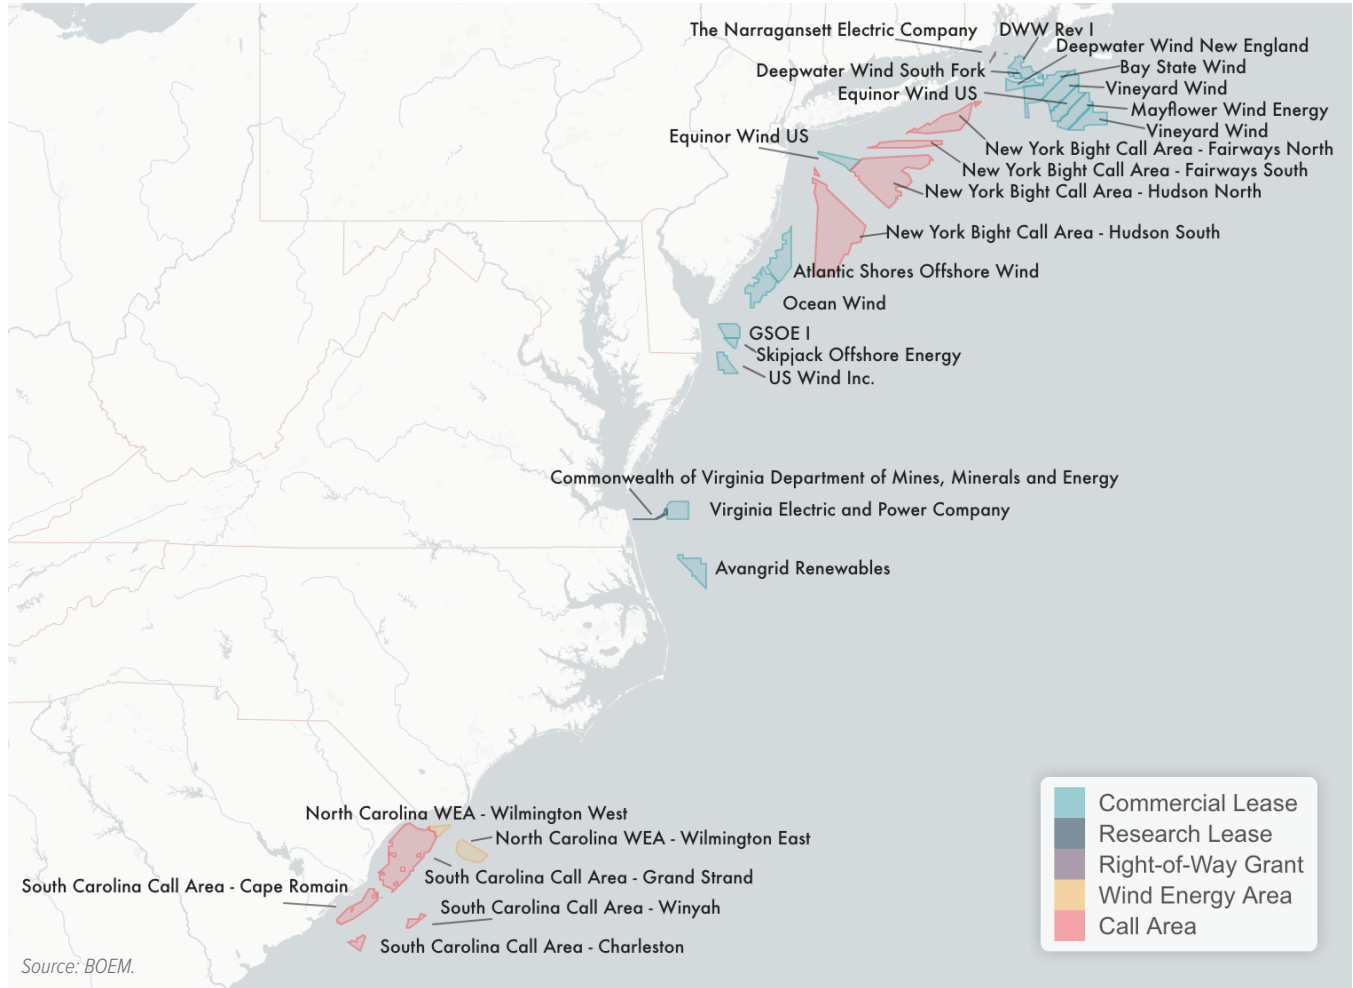 The Narragansett Electric Company
DWW Rev I
Deepwater Wind New England
Deepwater Wind South Fork
Bay State Wind
Equinor Wind US
Vineyard Wind
Mayflower Wind Energy
Vineyard Wind
Equinor Wind US
New York Bight Call Area - Fairways North
New York Bight Call Area - Fairways South
New York Bight Call Area - Hudson North
New York Bight Call Area - Hudson South
Atlantic Shores Offshore Wind
Ocean Wind
GSOE I
Skipjack Offshore Energy
US Wind Inc.
Commonwealth of Virginia Department of Mines, Minerals and Energy
Virginia Electric and Power Company
Avangrid Renewables
North Carolina WEA - Wilmington West
North Carolina WEA - Wilmington East
South Carolina Call Area - Grand Strand
South Carolina Call Area - Cape Romain
South Carolina Call Area - Winyah
South Carolina Call Area - Charleston
Commercial Lease
Research Lease
Right-of-Way Grant
Wind Energy Area
Call Area
Source: BOEM.